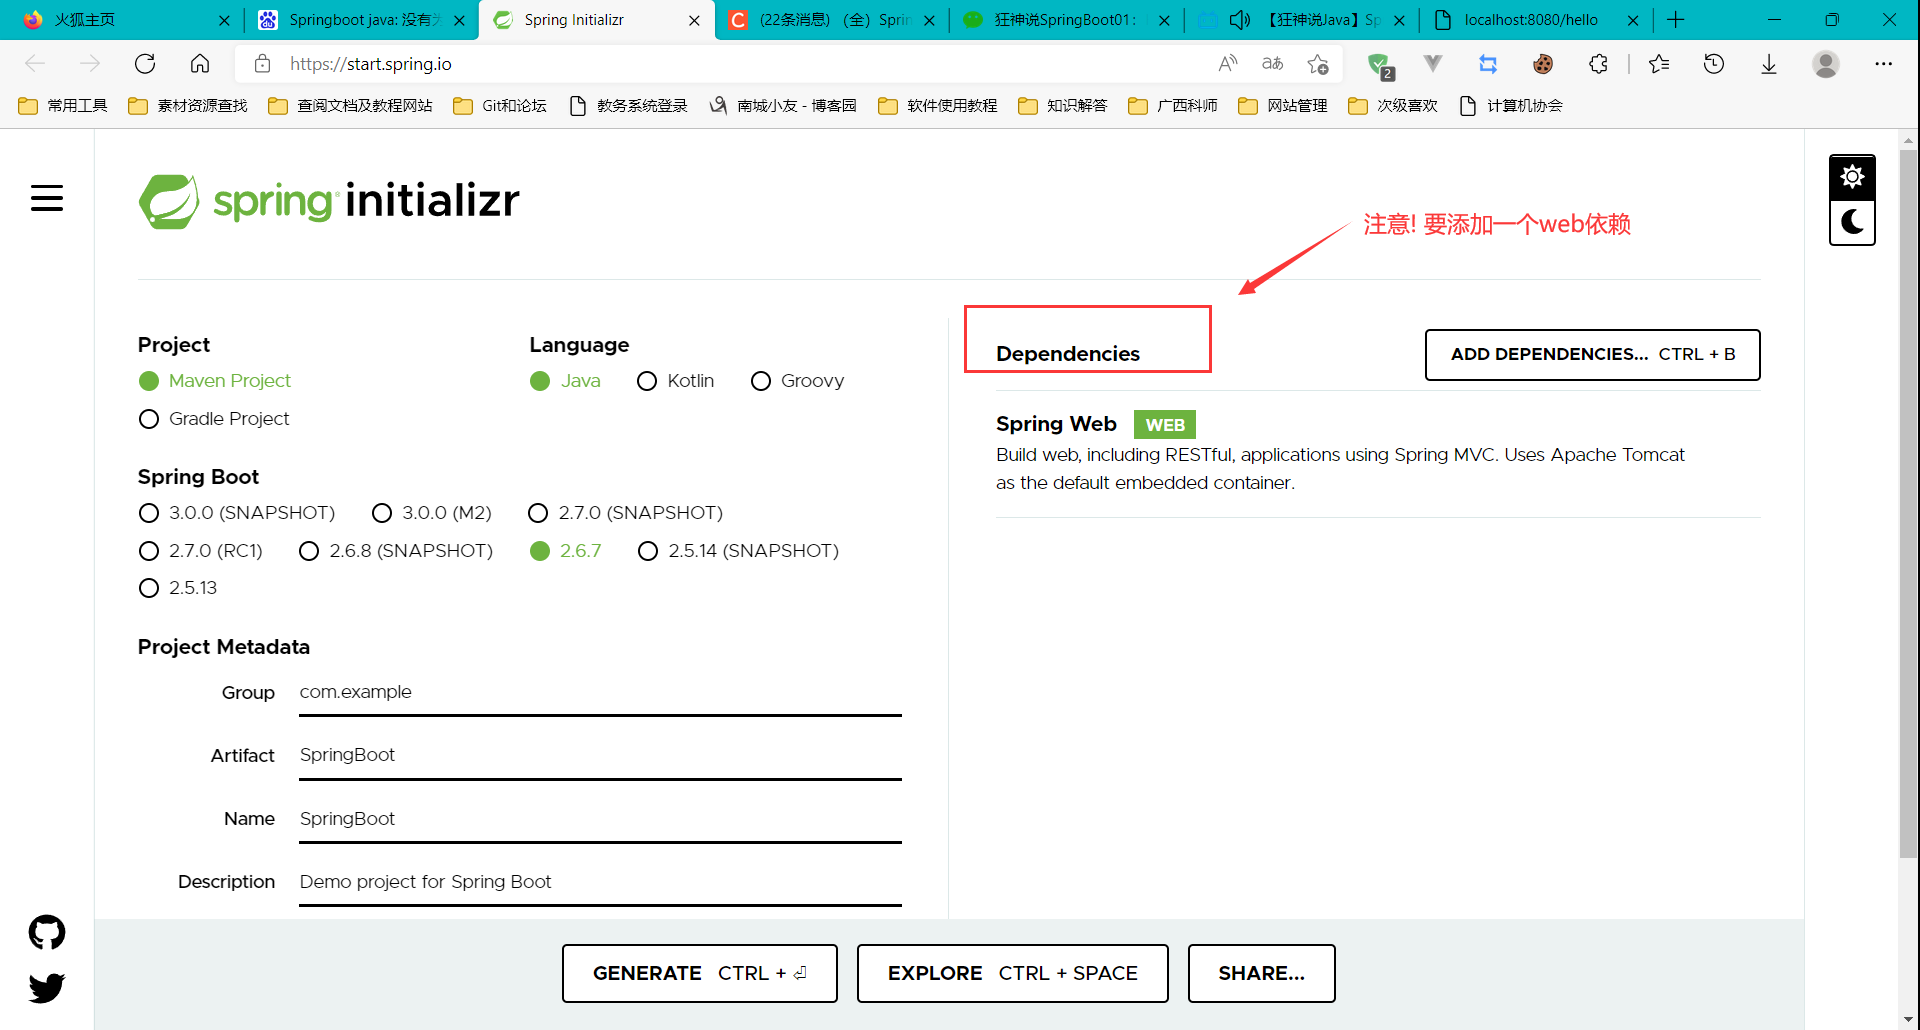 火狐主页
Springboot java: 没有为
Spring Initializr
(22条消息) （全）Sprin
狂神说SpringBoot01:
【狂神说Java】Sp
localhost:8080/hello
https://start.spring.io
2
常用工具
素材资源查找
查阅文档及教程网站
Git和论坛
教务系统登录
南城小友 - 博客园
软件使用教程
知识解答
广西科师
网站管理
次级喜欢
计算机协会
spring initializr
注意! 要添加一个web依赖
Project
Maven Project
Gradle Project
Language
Java Kotlin Groovy
Spring Boot
3.0.0 (SNAPSHOT) 3.0.0 (M2) 2.7.0 (SNAPSHOT)
2.7.0 (RC1) 2.6.8 (SNAPSHOT) 2.6.7 2.5.14 (SNAPSHOT)
2.5.13
Project Metadata
Group com.example
Artifact SpringBoot
Name SpringBoot
Description Demo project for Spring Boot
Dependencies
ADD DEPENDENCIES... CTRL + B
Spring Web WEB
Build web, including RESTful, applications using Spring MVC. Uses Apache Tomcat
as the default embedded container.
GENERATE CTRL + ⏎
EXPLORE CTRL + SPACE
SHARE...